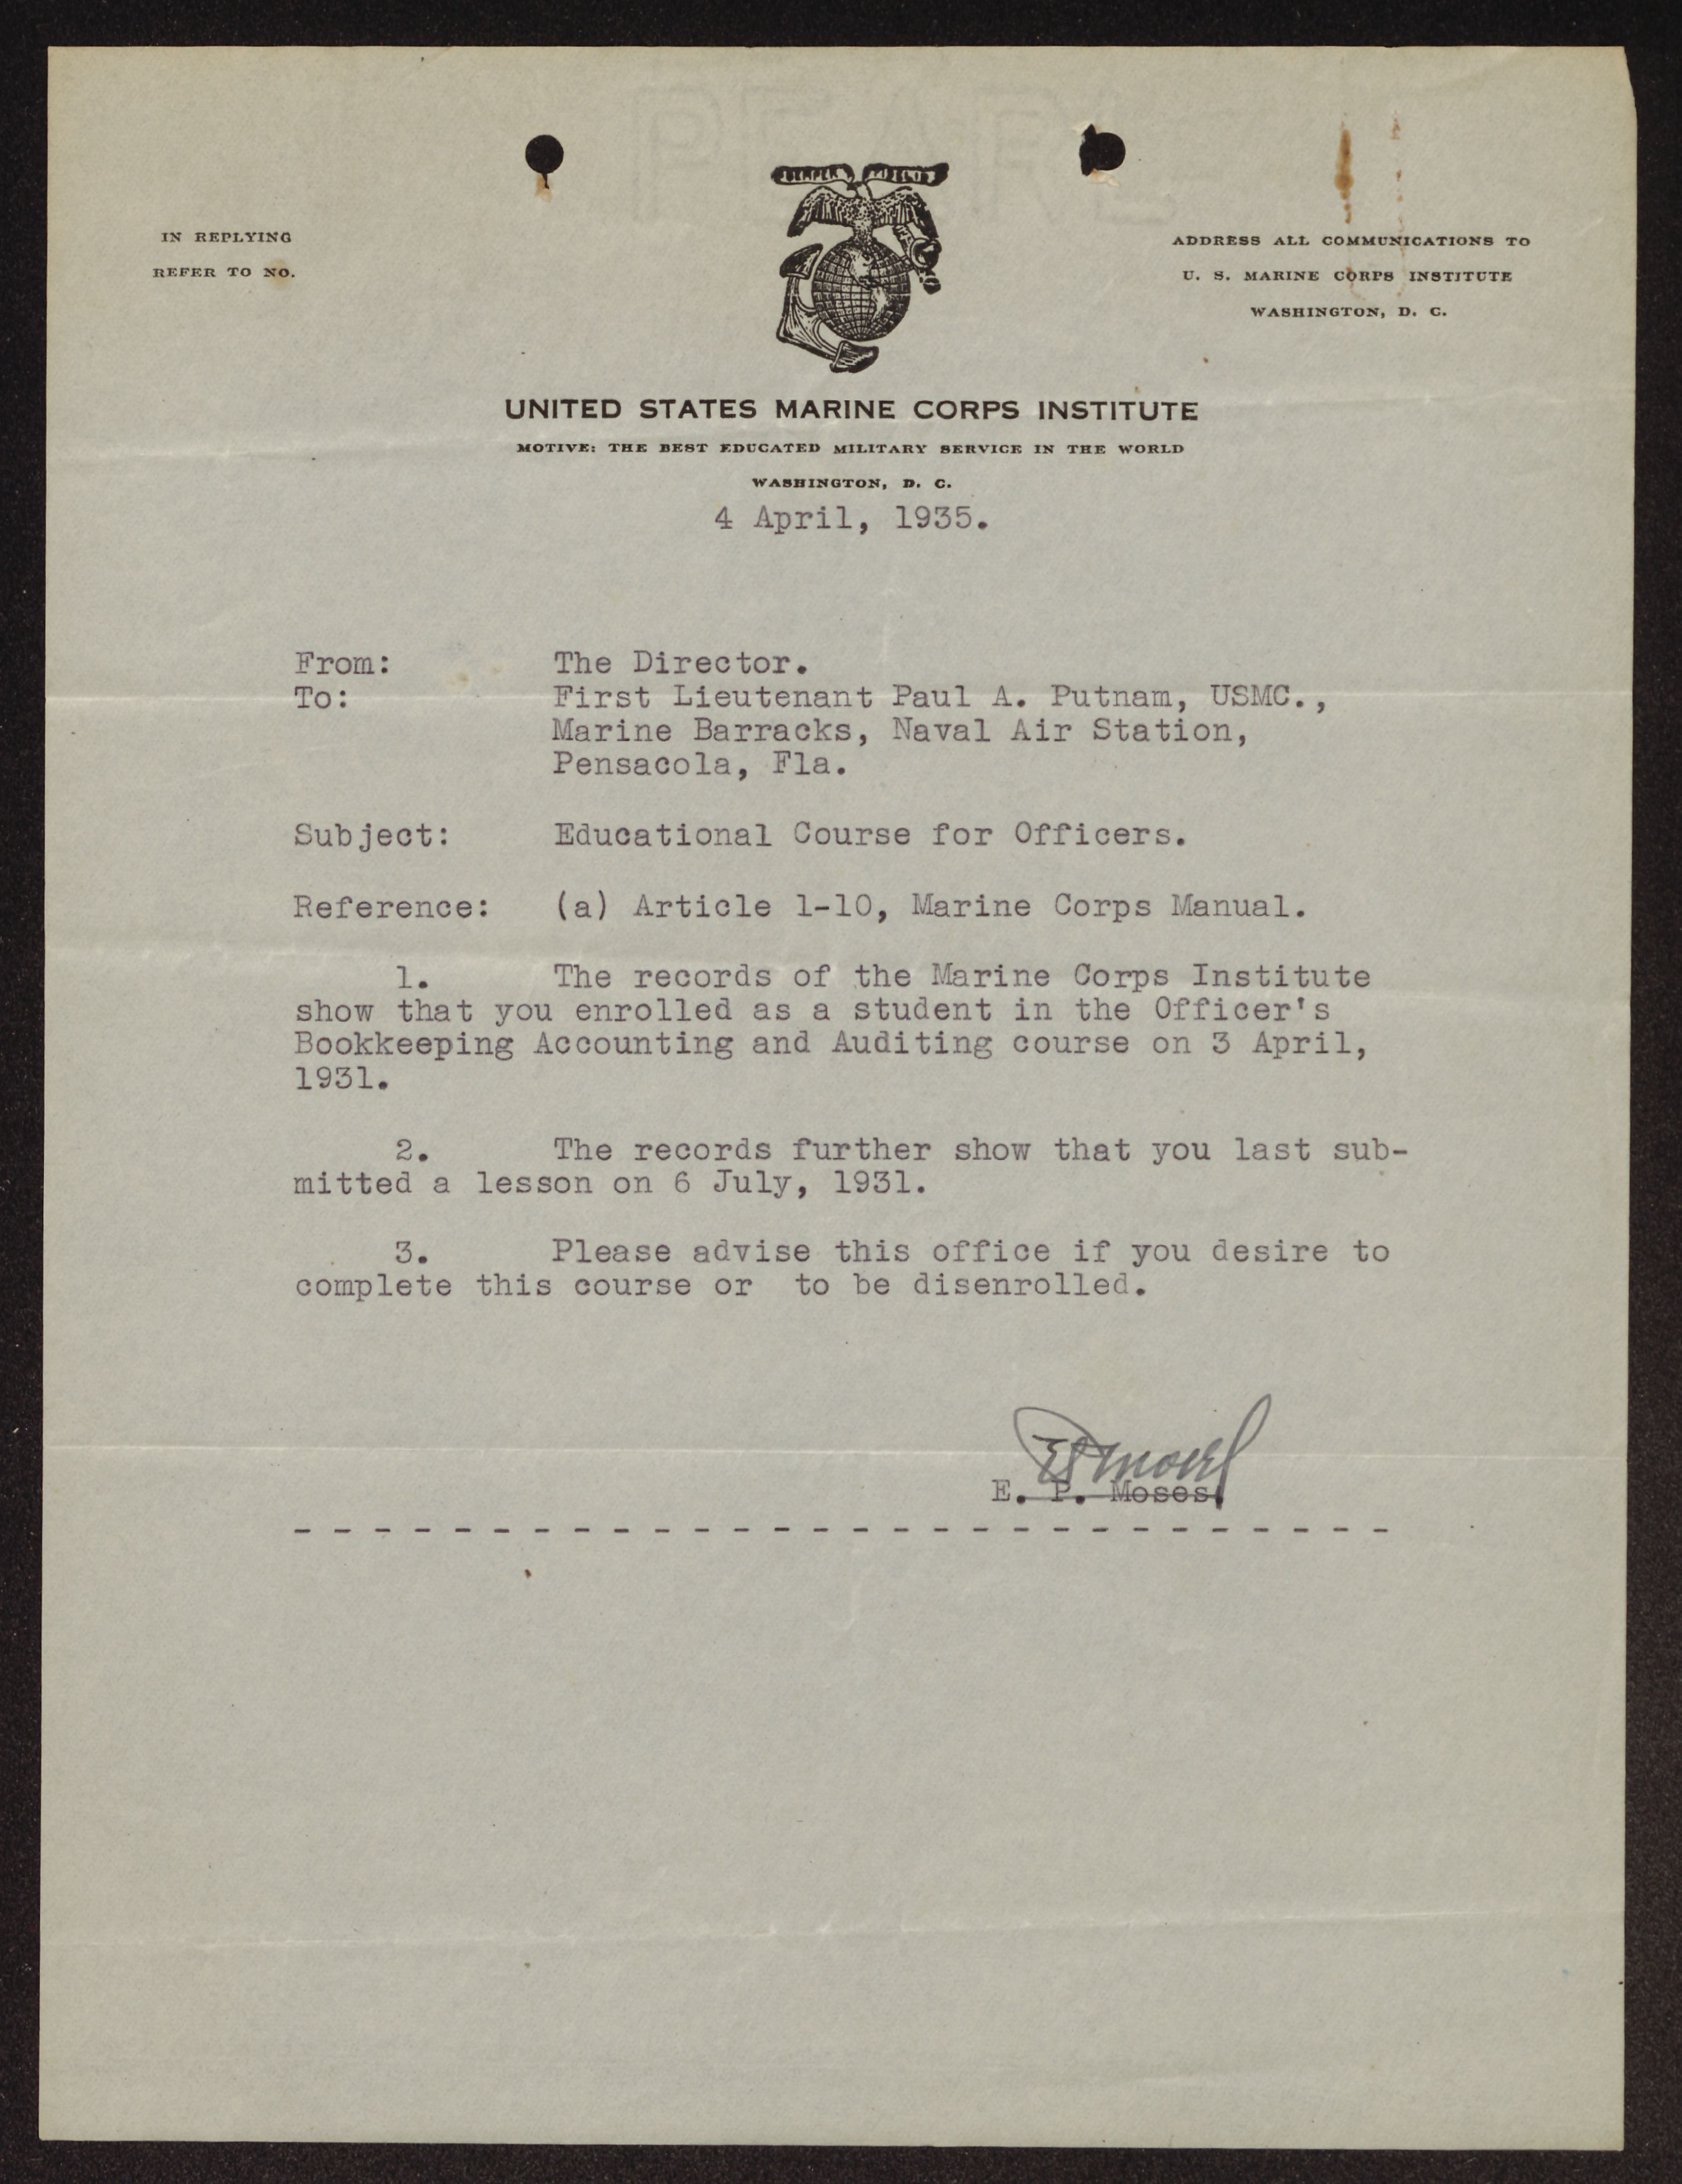 SEMPER FIDELIS
IN REPLYING
REFER TO NO.
ADDRESS ALL COMMUNICATIONS TO
U. S. MARINE CORPS INSTITUTE
WASHINGTON, D. C.
UNITED STATES MARINE CORPS INSTITUTE
MOTIVE: THE BEST EDUCATED MILITARY SERVICE IN THE WORLD
WASHINGTON, D. C.
4 April, 1935.
From: The Director.
To: First Lieutenant Paul A. Putnam, USMC.,
Marine Barracks, Naval Air Station,
Pensacola, Fla.
Subject: Educational Course for Officers.
Reference: (a) Article 1-10, Marine Corps Manual.
1. The records of the Marine Corps Institute
show that you enrolled as a student in the Officer's
Bookkeeping Accounting and Auditing course on 3 April,
1931.
2. The records further show that you last sub-
mitted a lesson on 6 July, 1931.
3. Please advise this office if you desire to
complete this course or to be disenrolled.
EPMoses
E. P. Moses
- - - - - - - - - - - - - - - - - - - - - - - - - - - -